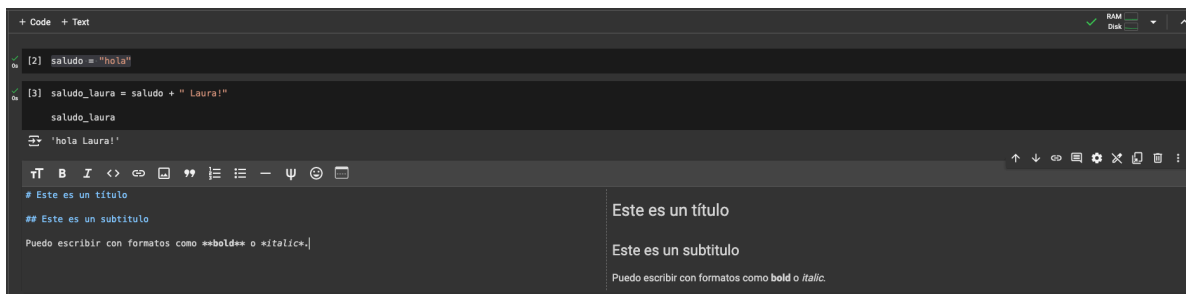 + Code + Text
RAM
Disk
0s [2] saludo = "hola"
0s [3] saludo_laura = saludo + " Laura!"
saludo_laura
'hola Laura!'
# Este es un título
## Este es un subtitulo
Puedo escribir con formatos como **bold** o *italic*.
Este es un título
Este es un subtitulo
Puedo escribir con formatos como bold o italic.